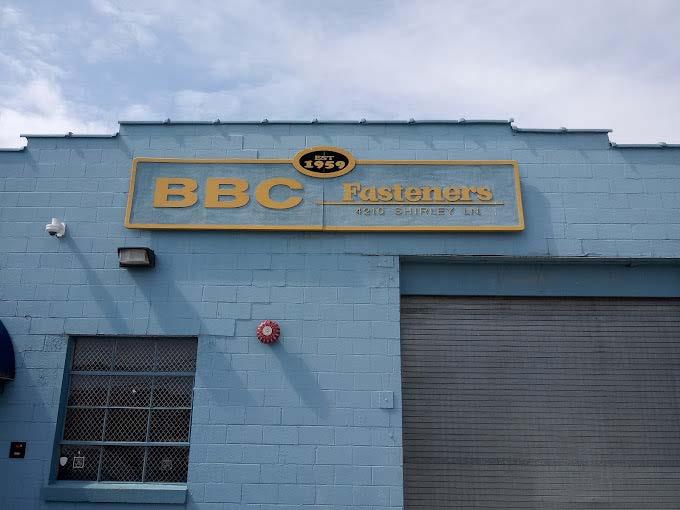 EST
1959
BBC Fasteners
4210 SHIRLEY LN.